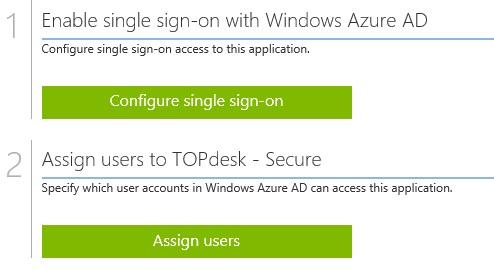 1
Enable single sign-on with Windows Azure AD
Configure single sign-on access to this application.
Configure single sign-on
2
Assign users to TOPdesk - Secure
Specify which user accounts in Windows Azure AD can access this application.
Assign users